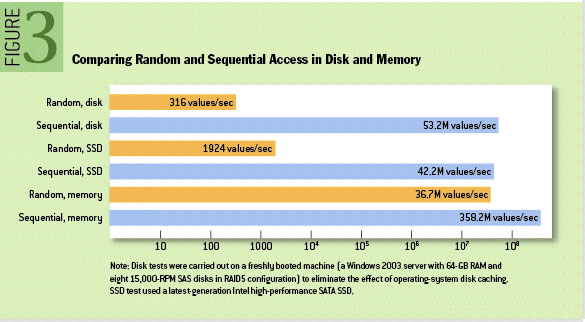 FIGURE 3
Comparing Random and Sequential Access in Disk and Memory
Random, disk 316 values/sec
Sequential, disk 53.2M values/sec
Random, SSD 1924 values/sec
Sequential, SSD 42.2M values/sec
Random, memory 36.7M values/sec
Sequential, memory 358.2M values/sec
10 100 1000 10⁴ 10⁵ 10⁶ 10⁷ 10⁸
Note: Disk tests were carried out on a freshly booted machine (a Windows 2003 server with 64-GB RAM and
eight 15,000-RPM SAS disks in RAID5 configuration) to eliminate the effect of operating-system disk caching.
SSD test used a latest-generation Intel high-performance SATA SSD.